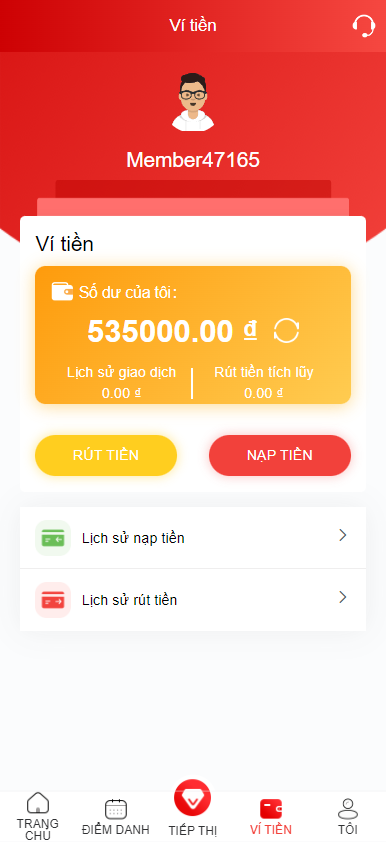 Ví tiền
Member47165
Ví tiền
Số dư của tôi:
535000.00 ₫
Lịch sử giao dịch
0.00 ₫
Rút tiền tích lũy
0.00 ₫
RÚT TIỀN
NẠP TIỀN
Lịch sử nạp tiền
Lịch sử rút tiền
TRANG
CHỦ
ĐIỂM DANH
TIẾP THỊ
VÍ TIỀN
TÔI